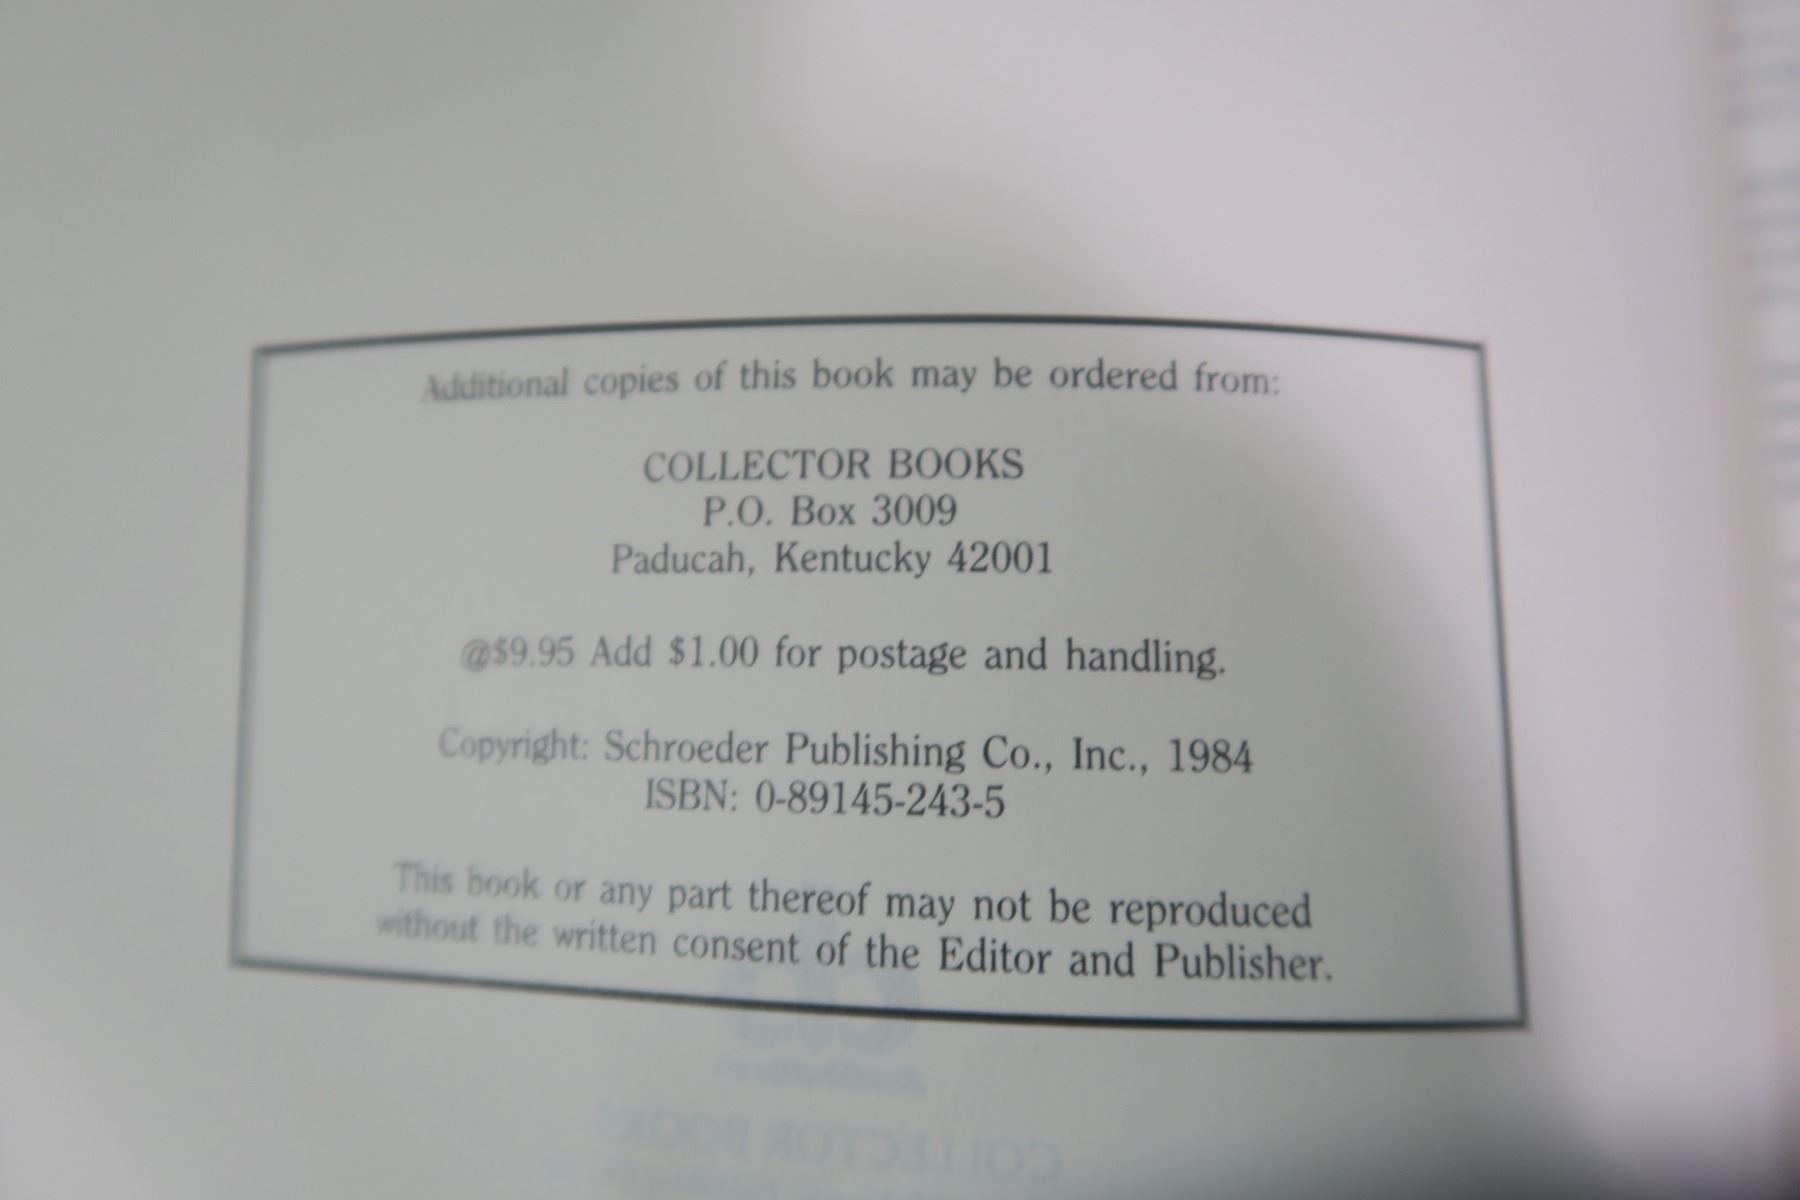 Additional copies of this book may be ordered from:
COLLECTOR BOOKS
P.O. Box 3009
Paducah, Kentucky 42001
@$9.95 Add $1.00 for postage and handling.
Copyright: Schroeder Publishing Co., Inc., 1984
ISBN: 0-89145-243-5
This book or any part thereof may not be reproduced
without the written consent of the Editor and Publisher.
COLLECTOR BOOKS